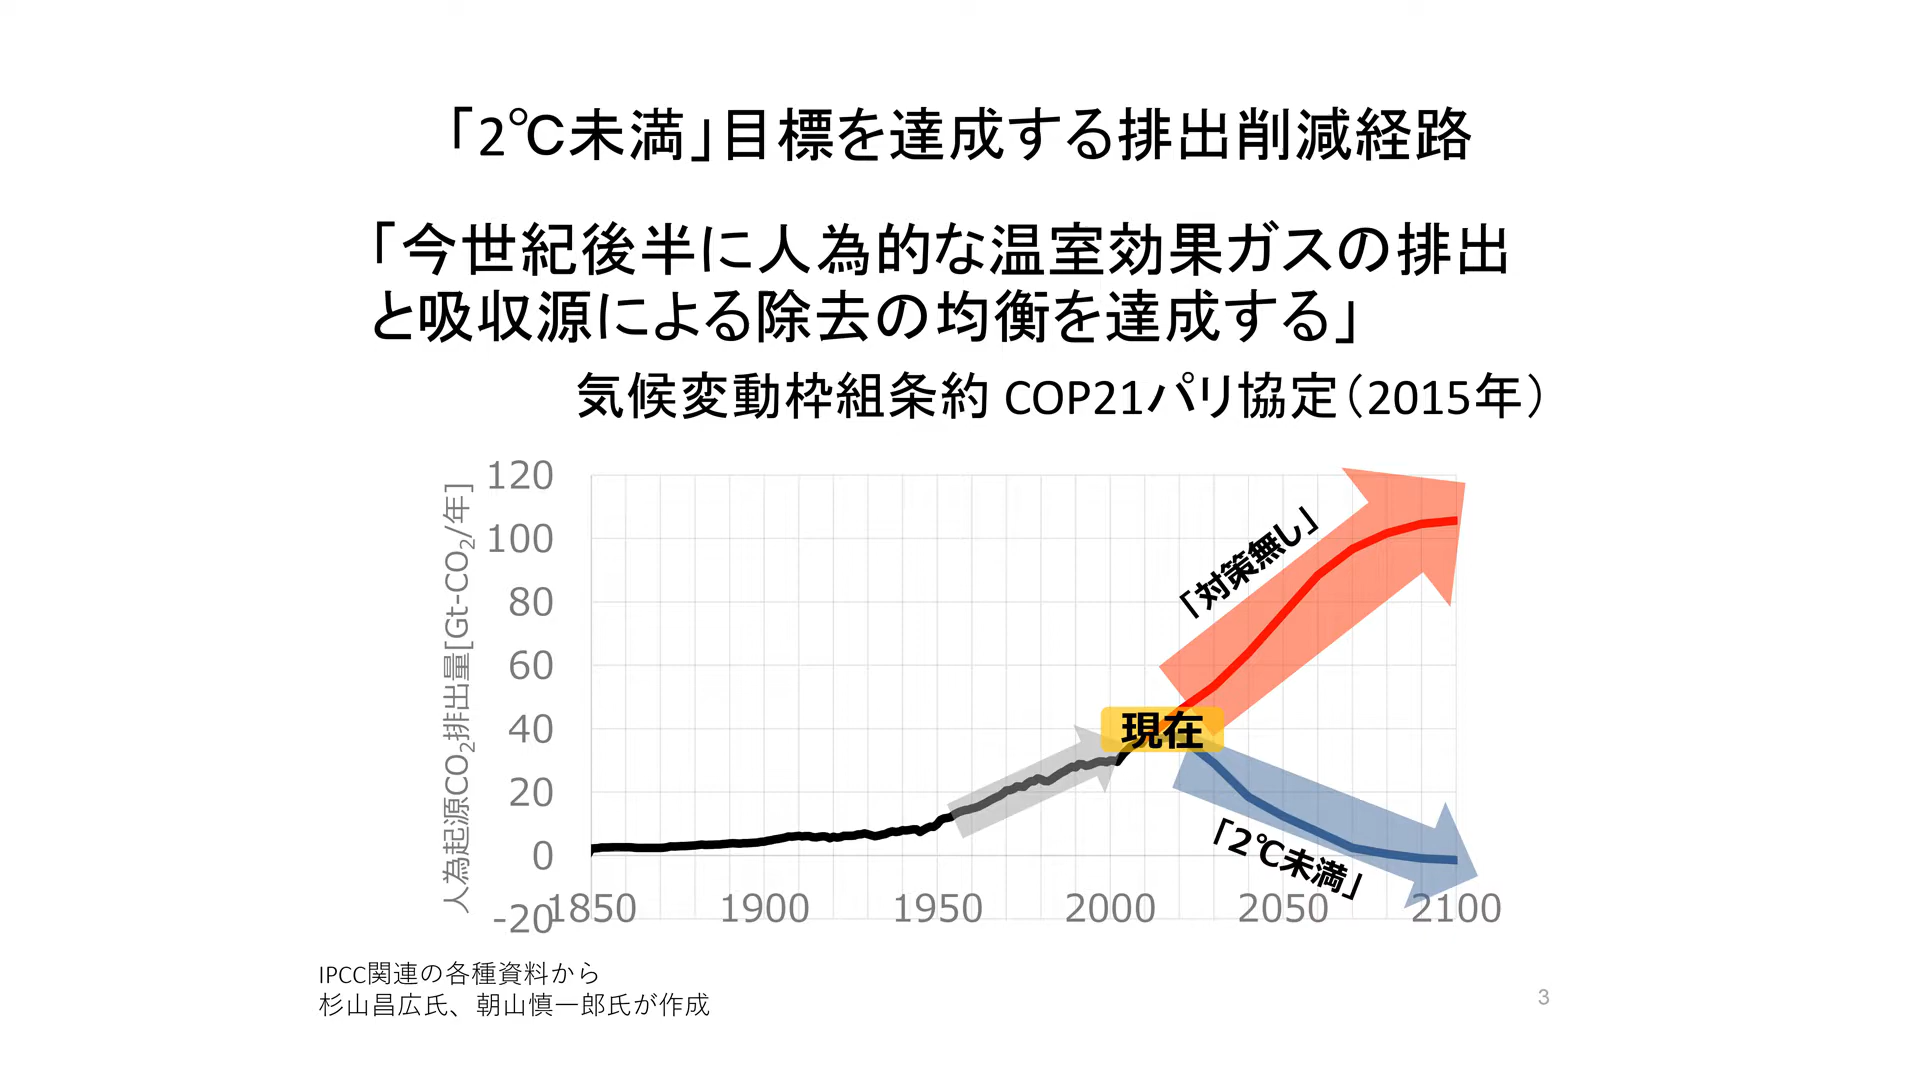 「2℃未満」目標を達成する排出削減経路
「今世紀後半に人為的な温室効果ガスの排出
と吸収源による除去の均衡を達成する」
気候変動枠組条約 COP21パリ協定（2015年）
人為起源CO2排出量[Gt-CO2/年]
120
100
80
60
40
20
0
-20
1850
1900
1950
2000
2050
2100
「対策無し」
現在
「2℃未満」
IPCC関連の各種資料から
杉山昌広氏、朝山慎一郎氏が作成
3